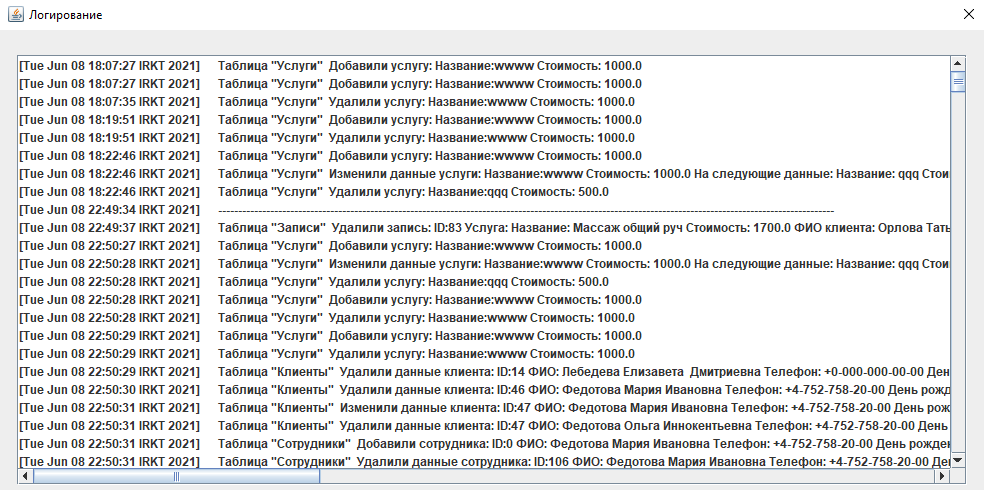 Логирование
[Tue Jun 08 18:07:27 IRKT 2021] Таблица "Услуги" Добавили услугу: Название:wwww Стоимость: 1000.0
[Tue Jun 08 18:07:27 IRKT 2021] Таблица "Услуги" Добавили услугу: Название:wwww Стоимость: 1000.0
[Tue Jun 08 18:07:35 IRKT 2021] Таблица "Услуги" Удалили услугу: Название:wwww Стоимость: 1000.0
[Tue Jun 08 18:19:51 IRKT 2021] Таблица "Услуги" Добавили услугу: Название:wwww Стоимость: 1000.0
[Tue Jun 08 18:19:51 IRKT 2021] Таблица "Услуги" Удалили услугу: Название:wwww Стоимость: 1000.0
[Tue Jun 08 18:22:46 IRKT 2021] Таблица "Услуги" Добавили услугу: Название:wwww Стоимость: 1000.0
[Tue Jun 08 18:22:46 IRKT 2021] Таблица "Услуги" Изменили данные услуги: Название:wwww Стоимость: 1000.0 На следующие данные: Название: qqq Стои
[Tue Jun 08 18:22:46 IRKT 2021] Таблица "Услуги" Удалили услугу: Название:qqq Стоимость: 500.0
[Tue Jun 08 22:49:34 IRKT 2021] ----------------------------------------------------------------------------------------------------------------------------------------------------------
[Tue Jun 08 22:49:37 IRKT 2021] Таблица "Записи" Удалили запись: ID:83 Услуга: Название: Массаж общий руч Стоимость: 1700.0 ФИО клиента: Орлова Тать
[Tue Jun 08 22:50:27 IRKT 2021] Таблица "Услуги" Добавили услугу: Название:wwww Стоимость: 1000.0
[Tue Jun 08 22:50:28 IRKT 2021] Таблица "Услуги" Изменили данные услуги: Название:wwww Стоимость: 1000.0 На следующие данные: Название: qqq Стои
[Tue Jun 08 22:50:28 IRKT 2021] Таблица "Услуги" Удалили услугу: Название:qqq Стоимость: 500.0
[Tue Jun 08 22:50:28 IRKT 2021] Таблица "Услуги" Добавили услугу: Название:wwww Стоимость: 1000.0
[Tue Jun 08 22:50:28 IRKT 2021] Таблица "Услуги" Удалили услугу: Название:wwww Стоимость: 1000.0
[Tue Jun 08 22:50:29 IRKT 2021] Таблица "Услуги" Добавили услугу: Название:wwww Стоимость: 1000.0
[Tue Jun 08 22:50:29 IRKT 2021] Таблица "Услуги" Удалили услугу: Название:wwww Стоимость: 1000.0
[Tue Jun 08 22:50:29 IRKT 2021] Таблица "Клиенты" Удалили данные клиента: ID:14 ФИО: Лебедева Елизавета Дмитриевна Телефон: +0-000-000-00-00 Ден
[Tue Jun 08 22:50:30 IRKT 2021] Таблица "Клиенты" Удалили данные клиента: ID:46 ФИО: Федотова Мария Ивановна Телефон: +4-752-758-20-00 День рожд
[Tue Jun 08 22:50:31 IRKT 2021] Таблица "Клиенты" Изменили данные клиента: ID:47 ФИО: Федотова Мария Ивановна Телефон: +4-752-758-20-00 День рож
[Tue Jun 08 22:50:31 IRKT 2021] Таблица "Клиенты" Удалили данные клиента: ID:47 ФИО: Федотова Ольга Иннокентьевна Телефон: +4-752-758-20-00 День
[Tue Jun 08 22:50:31 IRKT 2021] Таблица "Сотрудники" Добавили сотрудника: ID:0 ФИО: Федотова Мария Ивановна Телефон: +4-752-758-20-00 День рожден
[Tue Jun 08 22:50:31 IRKT 2021] Таблица "Сотрудники" Удалили данные сотрудника: ID:106 ФИО: Федотова Мария Ивановна Телефон: +4-752-758-20-00 Ден